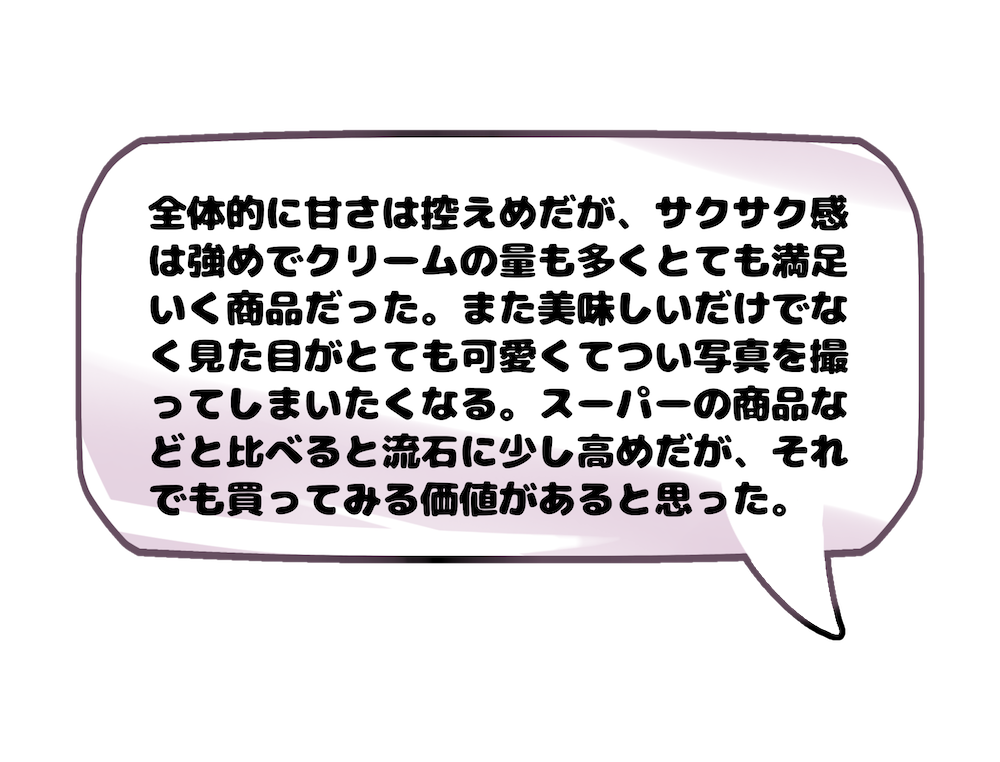 全体的に甘さは控えめだが、サクサク感
は強めでクリームの量も多くとても満足
いく商品だった。また美味しいだけでな
く見た目がとても可愛くてつい写真を撮
ってしまいたくなる。スーパーの商品な
どと比べると流石に少し高めだが、それ
でも買ってみる価値があると思った。